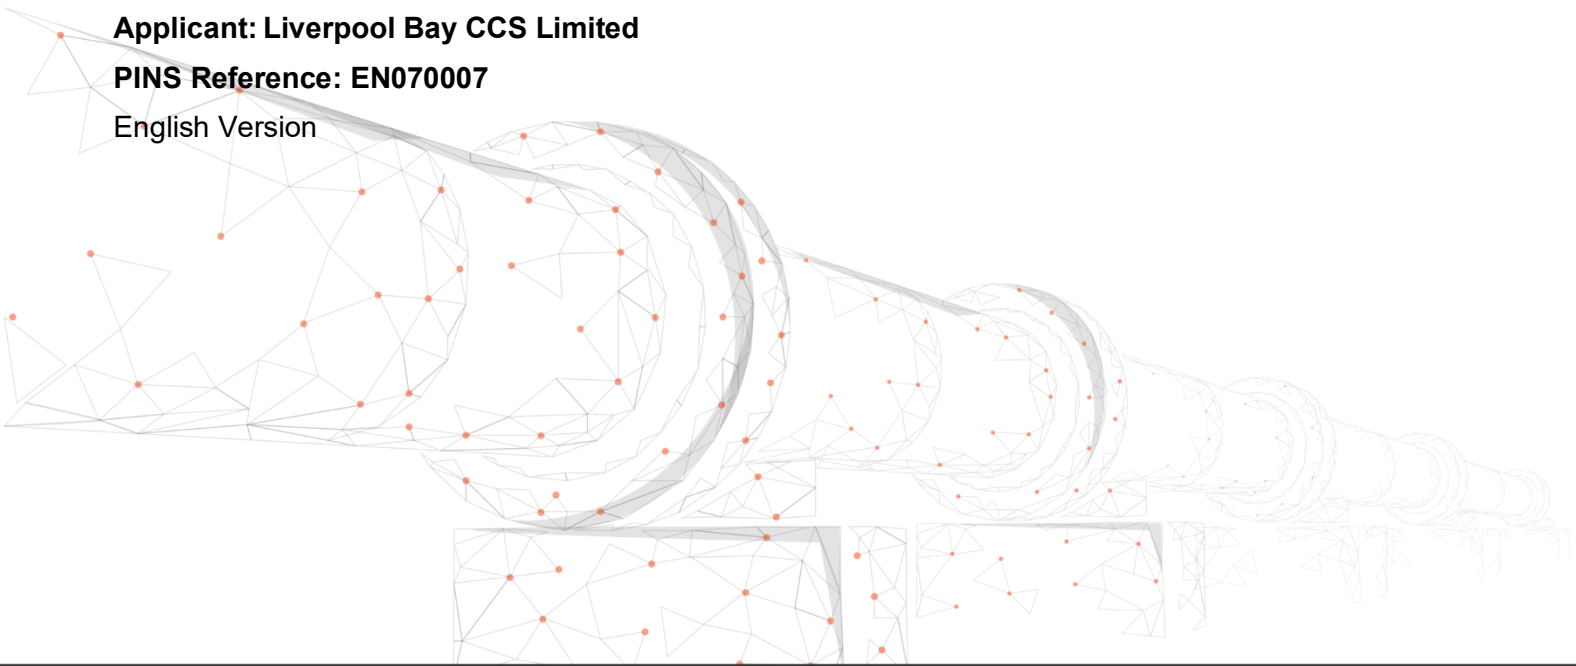 Applicant: Liverpool Bay CCS Limited
PINS Reference: EN070007
English Version